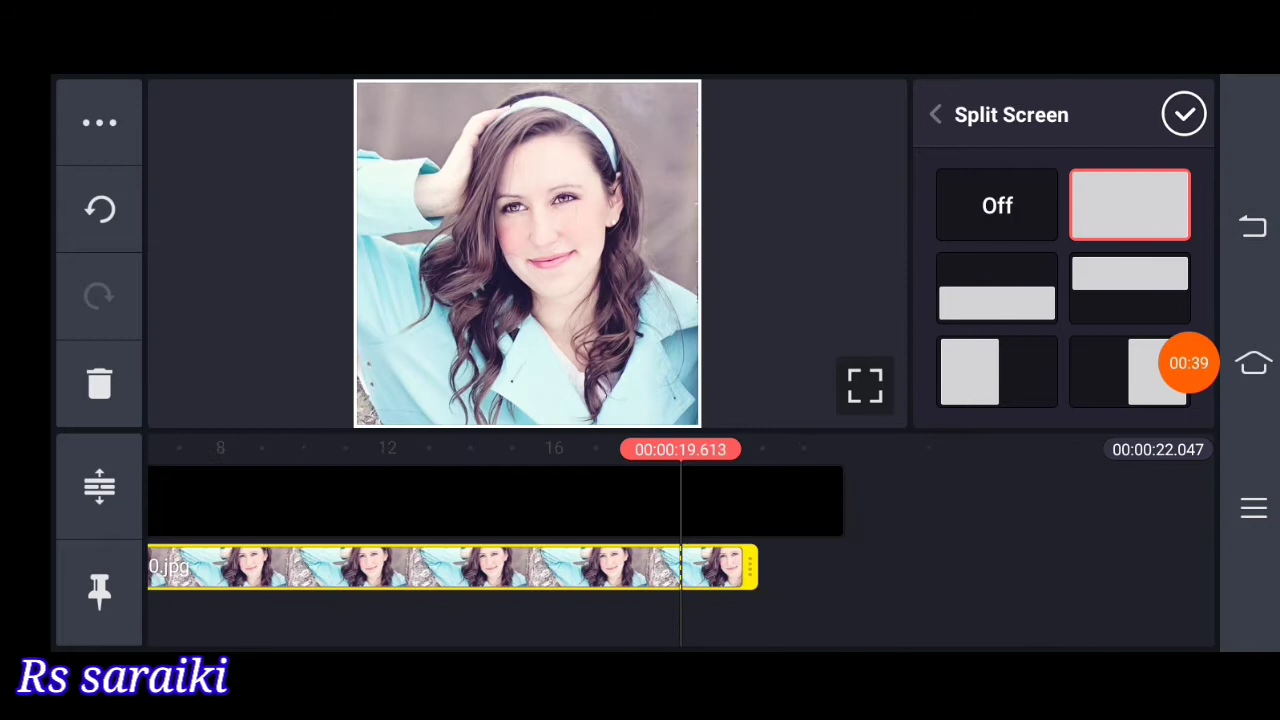 Split Screen
Off
00:39
8
12
16
00:00:19.613
00:00:22.047
0.jpg
Rs saraiki